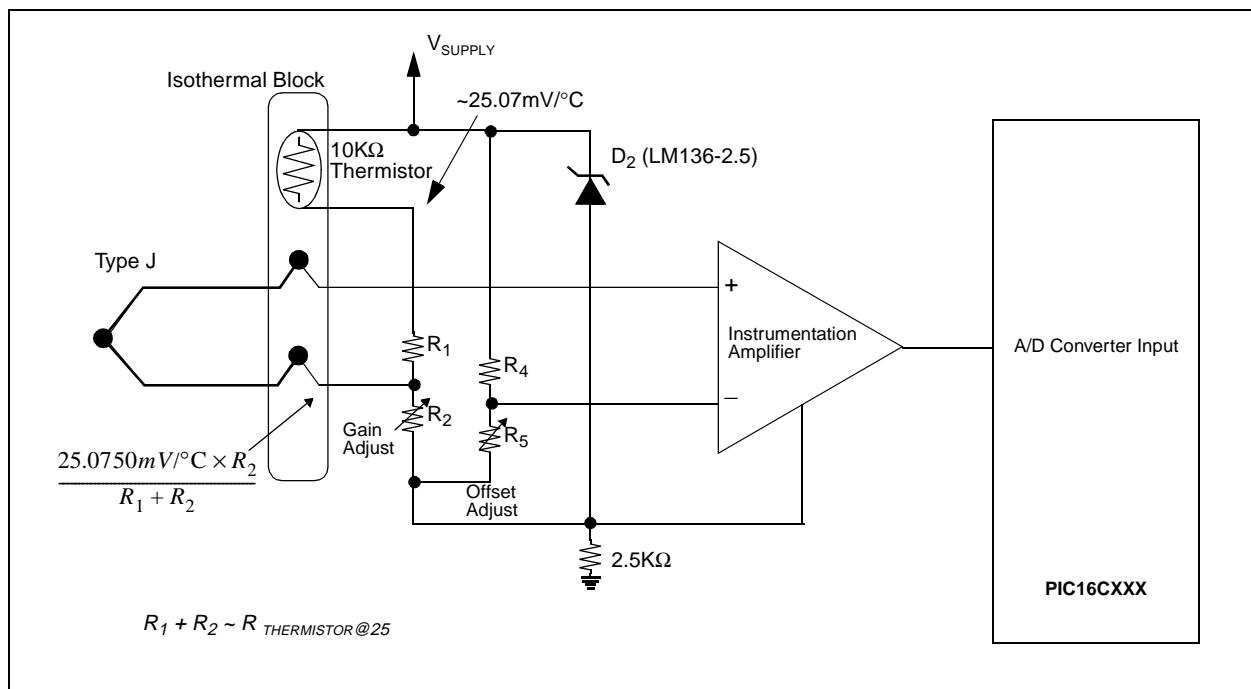 V_SUPPLY
Isothermal Block
~25.07mV/°C
10KΩ
Thermistor
D₂ (LM136-2.5)
Type J
+
Instrumentation
Amplifier
A/D Converter Input
R₁
R₄
–
R₂
Gain
Adjust
R₅
25.0750mV/°C × R₂
R₁ + R₂
Offset
Adjust
2.5KΩ
PIC16CXXX
R₁ + R₂ ~ R THERMISTOR@25